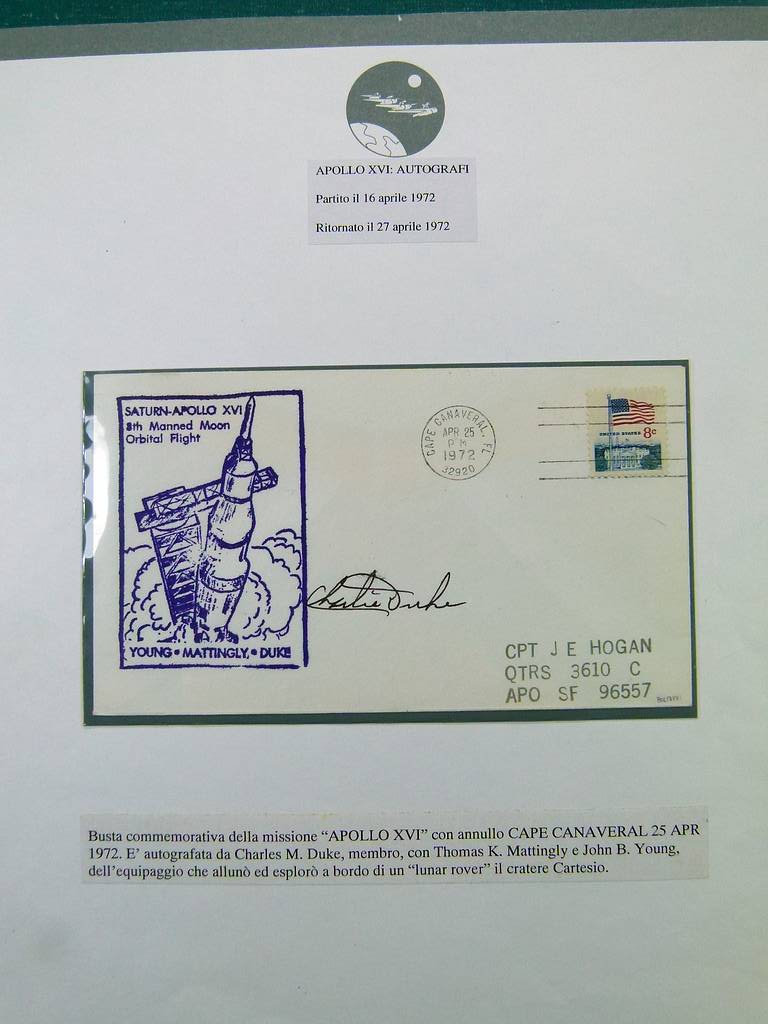 APOLLO XVI: AUTOGRAFI
Partito il 16 aprile 1972
Ritornato il 27 aprile 1972
SATURN-APOLLO XVI
8th Manned Moon
Orbital Flight
YOUNG • MATTINGLY, • DUKE
CAPE CANAVERAL, FL
APR 25
PM
1972
32920
UNITED STATES 8c
Charlie Duke
CPT J E HOGAN
QTRS 3610 C
APO SF 96557
Busta commemorativa della missione “APOLLO XVI” con annullo CAPE CANAVERAL 25 APR
1972. E’ autografata da Charles M. Duke, membro, con Thomas K. Mattingly e John B. Young,
dell’equipaggio che allunò ed esplorò a bordo di un “lunar rover” il cratere Cartesio.